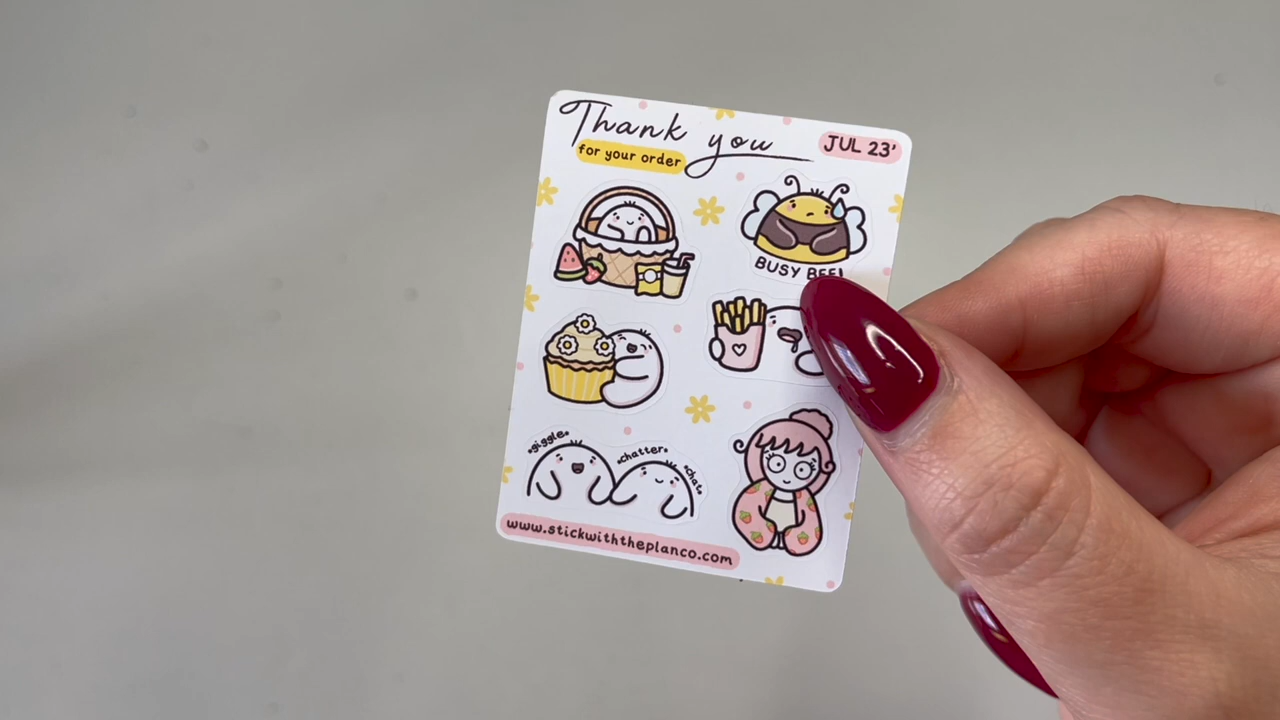 Thank you
for your order
JUL 23'
BUSY BEE!
*giggle*
*chatter*
*chat*
www.stickwiththeplanco.com